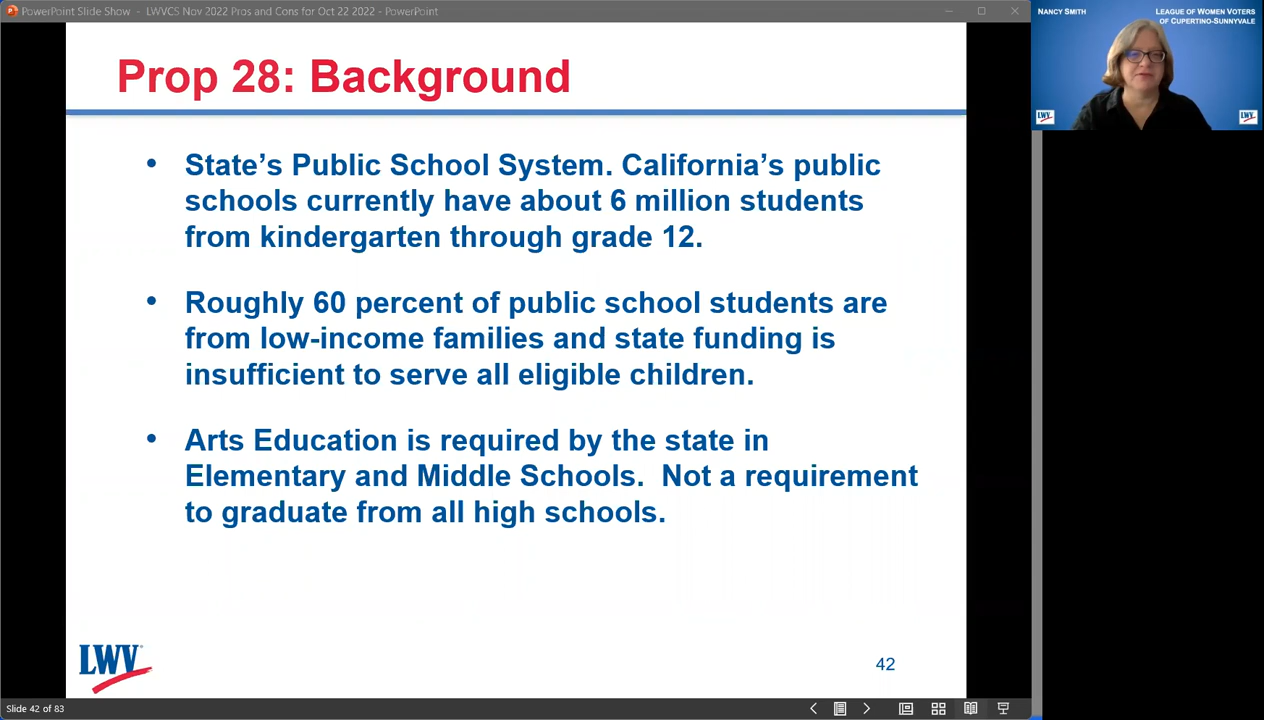 PowerPoint Slide Show - LWVCS Nov 2022 Pros and Cons for Oct 22 2022 - PowerPoint
NANCY SMITH
LEAGUE OF WOMEN VOTERS
OF CUPERTINO-SUNNYVALE
LWV
LWV
Prop 28: Background
• State’s Public School System. California’s public
schools currently have about 6 million students
from kindergarten through grade 12.
• Roughly 60 percent of public school students are
from low-income families and state funding is
insufficient to serve all eligible children.
• Arts Education is required by the state in
Elementary and Middle Schools.  Not a requirement
to graduate from all high schools.
LWV
42
Slide 42 of 83